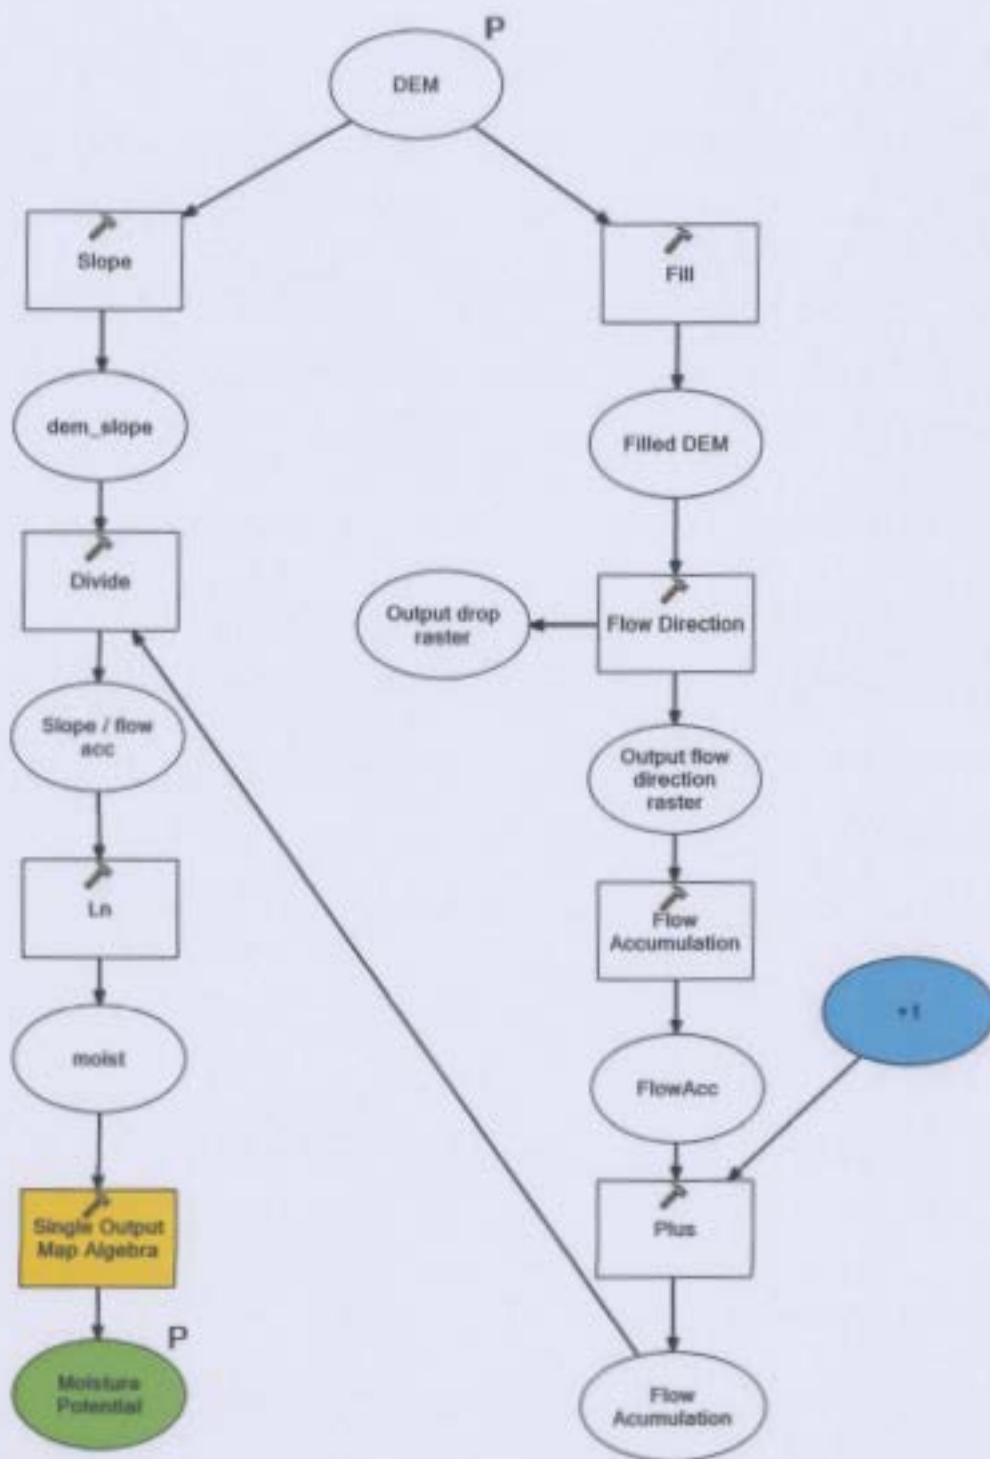 P
DEM
Slope
Fill
dem_slope
Filled DEM
Divide
Output drop
raster
Flow Direction
Slope / flow
acc
Output flow
direction
raster
Ln
Flow
Accumulation
+1
moist
FlowAcc
Single Output
Map Algebra
Plus
P
Moistura
Potential
Flow
Acumulation